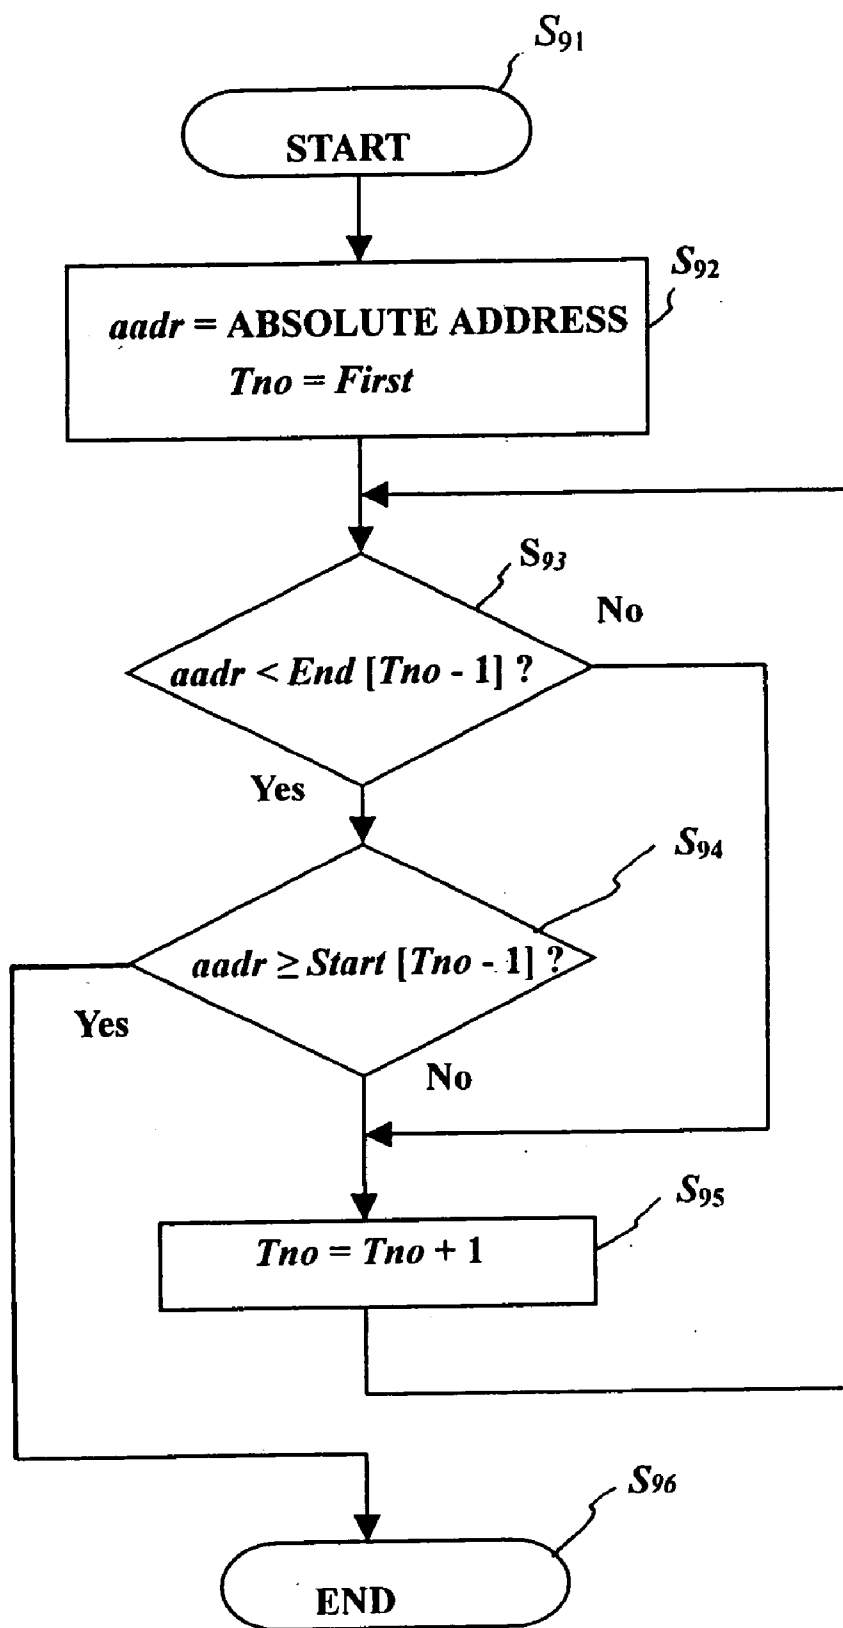 S91
START
S92
aadr = ABSOLUTE ADDRESS
Tno = First
S93
No
aadr < End [Tno - 1] ?
Yes
S94
aadr ≥ Start [Tno - 1] ?
Yes
No
S95
Tno = Tno + 1
S96
END